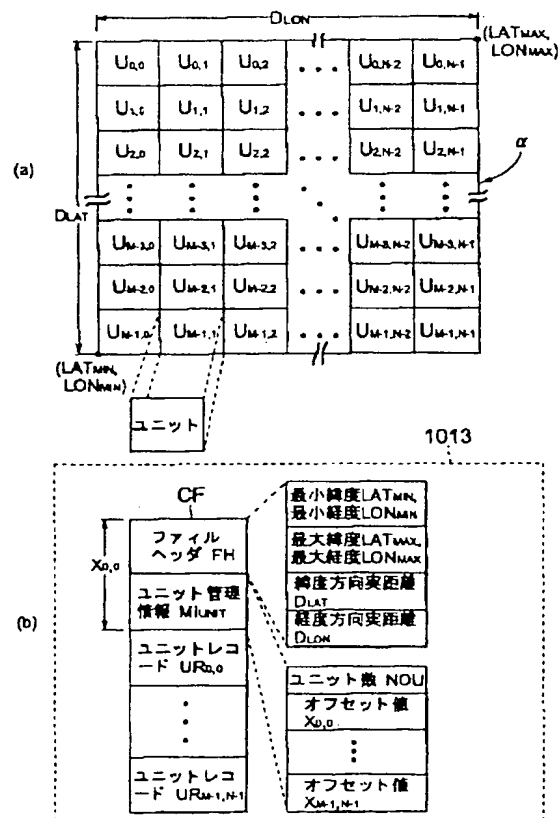 DLON
(LATMAX,
LONMAX)
U0,0 U0,1 U0,2 U0,N-2 U0,N-1
U1,0 U1,1 U1,2 U1,N-2 U1,N-1
U2,0 U2,1 U2,2 U2,N-2 U2,N-1
α
(a)
DLAT
UM-3,0 UM-3,1 UM-3,2 UM-3,N-2 UM-3,N-1
UM-2,0 UM-2,1 UM-2,2 UM-2,N-2 UM-2,N-1
UM-1,0 UM-1,1 UM-1,2 UM-1,N-2 UM-1,N-1
(LATMIN,
LONMIN)
ユニット
1013
(b)
CF
X0,0
ファイル
ヘッダ FH
ユニット管理
情報 MIUNIT
ユニットレコ
ード UR0,0
ユニットレコ
ード URM-1,N-1
最小緯度LATMIN,
最小経度LONMIN
最大緯度LATMAX,
最大経度LONMAX
緯度方向実距離
DLAT
経度方向実距離
DLON
ユニット数 NOU
オフセット値
X0,0
オフセット値
XM-1,N-1